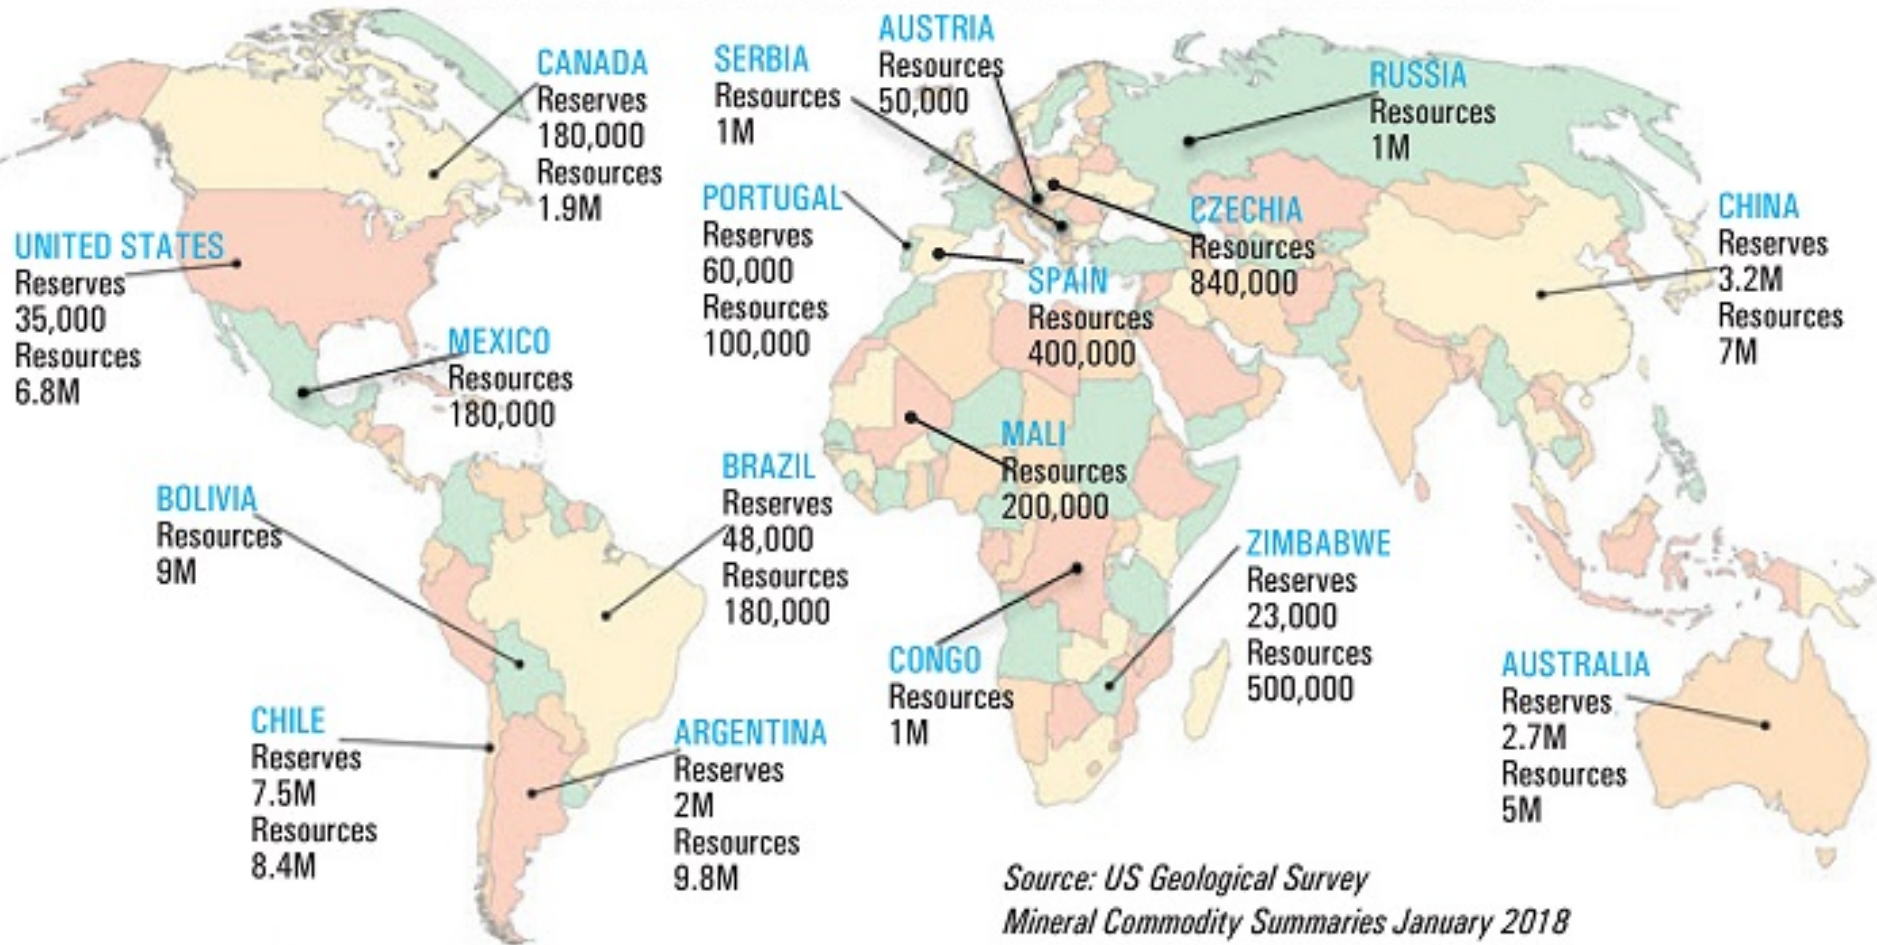 CANADA
Reserves
180,000
Resources
1.9M
UNITED STATES
Reserves
35,000
Resources
6.8M
MEXICO
Resources
180,000
BOLIVIA
Resources
9M
BRAZIL
Reserves
48,000
Resources
180,000
CHILE
Reserves
7.5M
Resources
8.4M
ARGENTINA
Reserves
2M
Resources
9.8M
SERBIA
Resources
1M
AUSTRIA
Resources
50,000
PORTUGAL
Reserves
60,000
Resources
100,000
SPAIN
Resources
400,000
CZECHIA
Resources
840,000
RUSSIA
Resources
1M
CHINA
Reserves
3.2M
Resources
7M
MALI
Resources
200,000
CONGO
Resources
1M
ZIMBABWE
Reserves
23,000
Resources
500,000
AUSTRALIA
Reserves
2.7M
Resources
5M
Source: US Geological Survey
Mineral Commodity Summaries January 2018